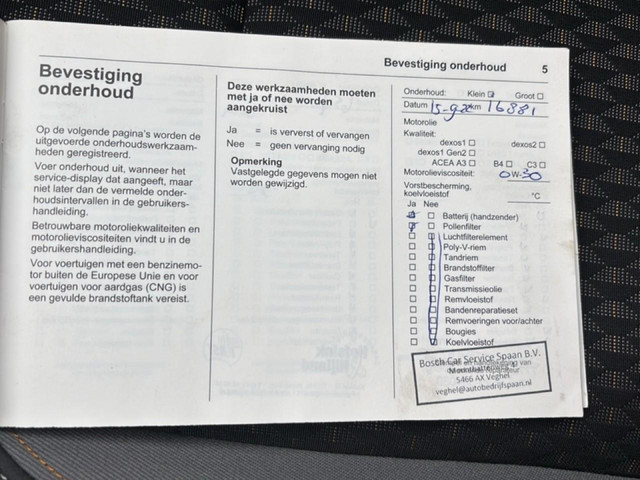 Bevestiging onderhoud 5
Bevestiging
onderhoud
Op de volgende pagina's worden de
uitgevoerde onderhoudswerkzaam-
heden geregistreerd.
Voer onderhoud uit, wanneer het
service-display dat aangeeft, maar
niet later dan de vermelde onder-
houdsintervallen in de gebruikers-
handleiding.
Betrouwbare motoroliekwaliteiten en
motorolieviscositeiten vindt u in de
gebruikershandleiding.
Voor voertuigen met een benzinemo-
tor buiten de Europese Unie en voor
voertuigen voor aardgas (CNG) is
een gevulde brandstoftank vereist.
Deze werkzaamheden moeten
met ja of nee worden
aangekruist
Ja = is ververst of vervangen
Nee = geen vervanging nodig
Opmerking
Vastgelegde gegevens mogen niet
worden gewijzigd.
Onderhoud: Klein Groot
Datum 15-9- km 16881
Motorolie
Kwaliteit:
dexos1 dexos2
dexos1 Gen2
ACEA A3 B4 C3
Motorolieviscositeit: 0W-30
Vorstbescherming,
koelvloeistof °C
Ja Nee
Batterij (handzender)
Pollenfilter
Luchtfilterelement
Poly-V-riem
Tandriem
Brandstoffilter
Gasfilter
Transmissieolie
Remvloeistof
Bandenreparatieset
Remvoeringen voor/achter
Bougies
Koelvloeistof
Bosch Car Service Spaan B.V.
5466 AX Veghel
veghel@autobedrijfspaan.nl